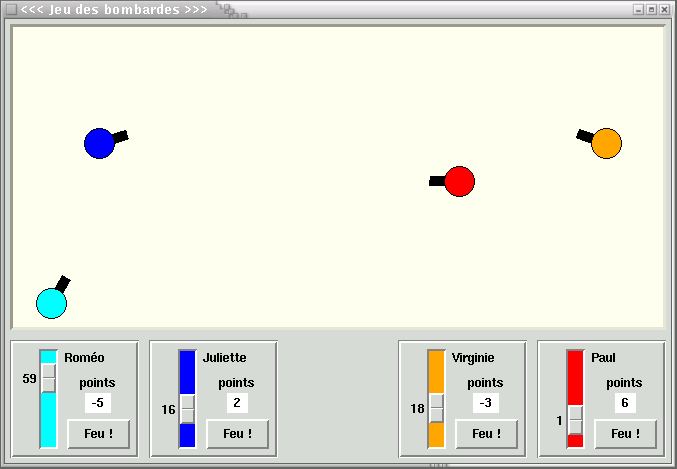 <<< Jeu des bombardes >>>
Roméo
59
points
-5
Feu !
Juliette
16
points
2
Feu !
Virginie
18
points
-3
Feu !
Paul
1
points
6
Feu !